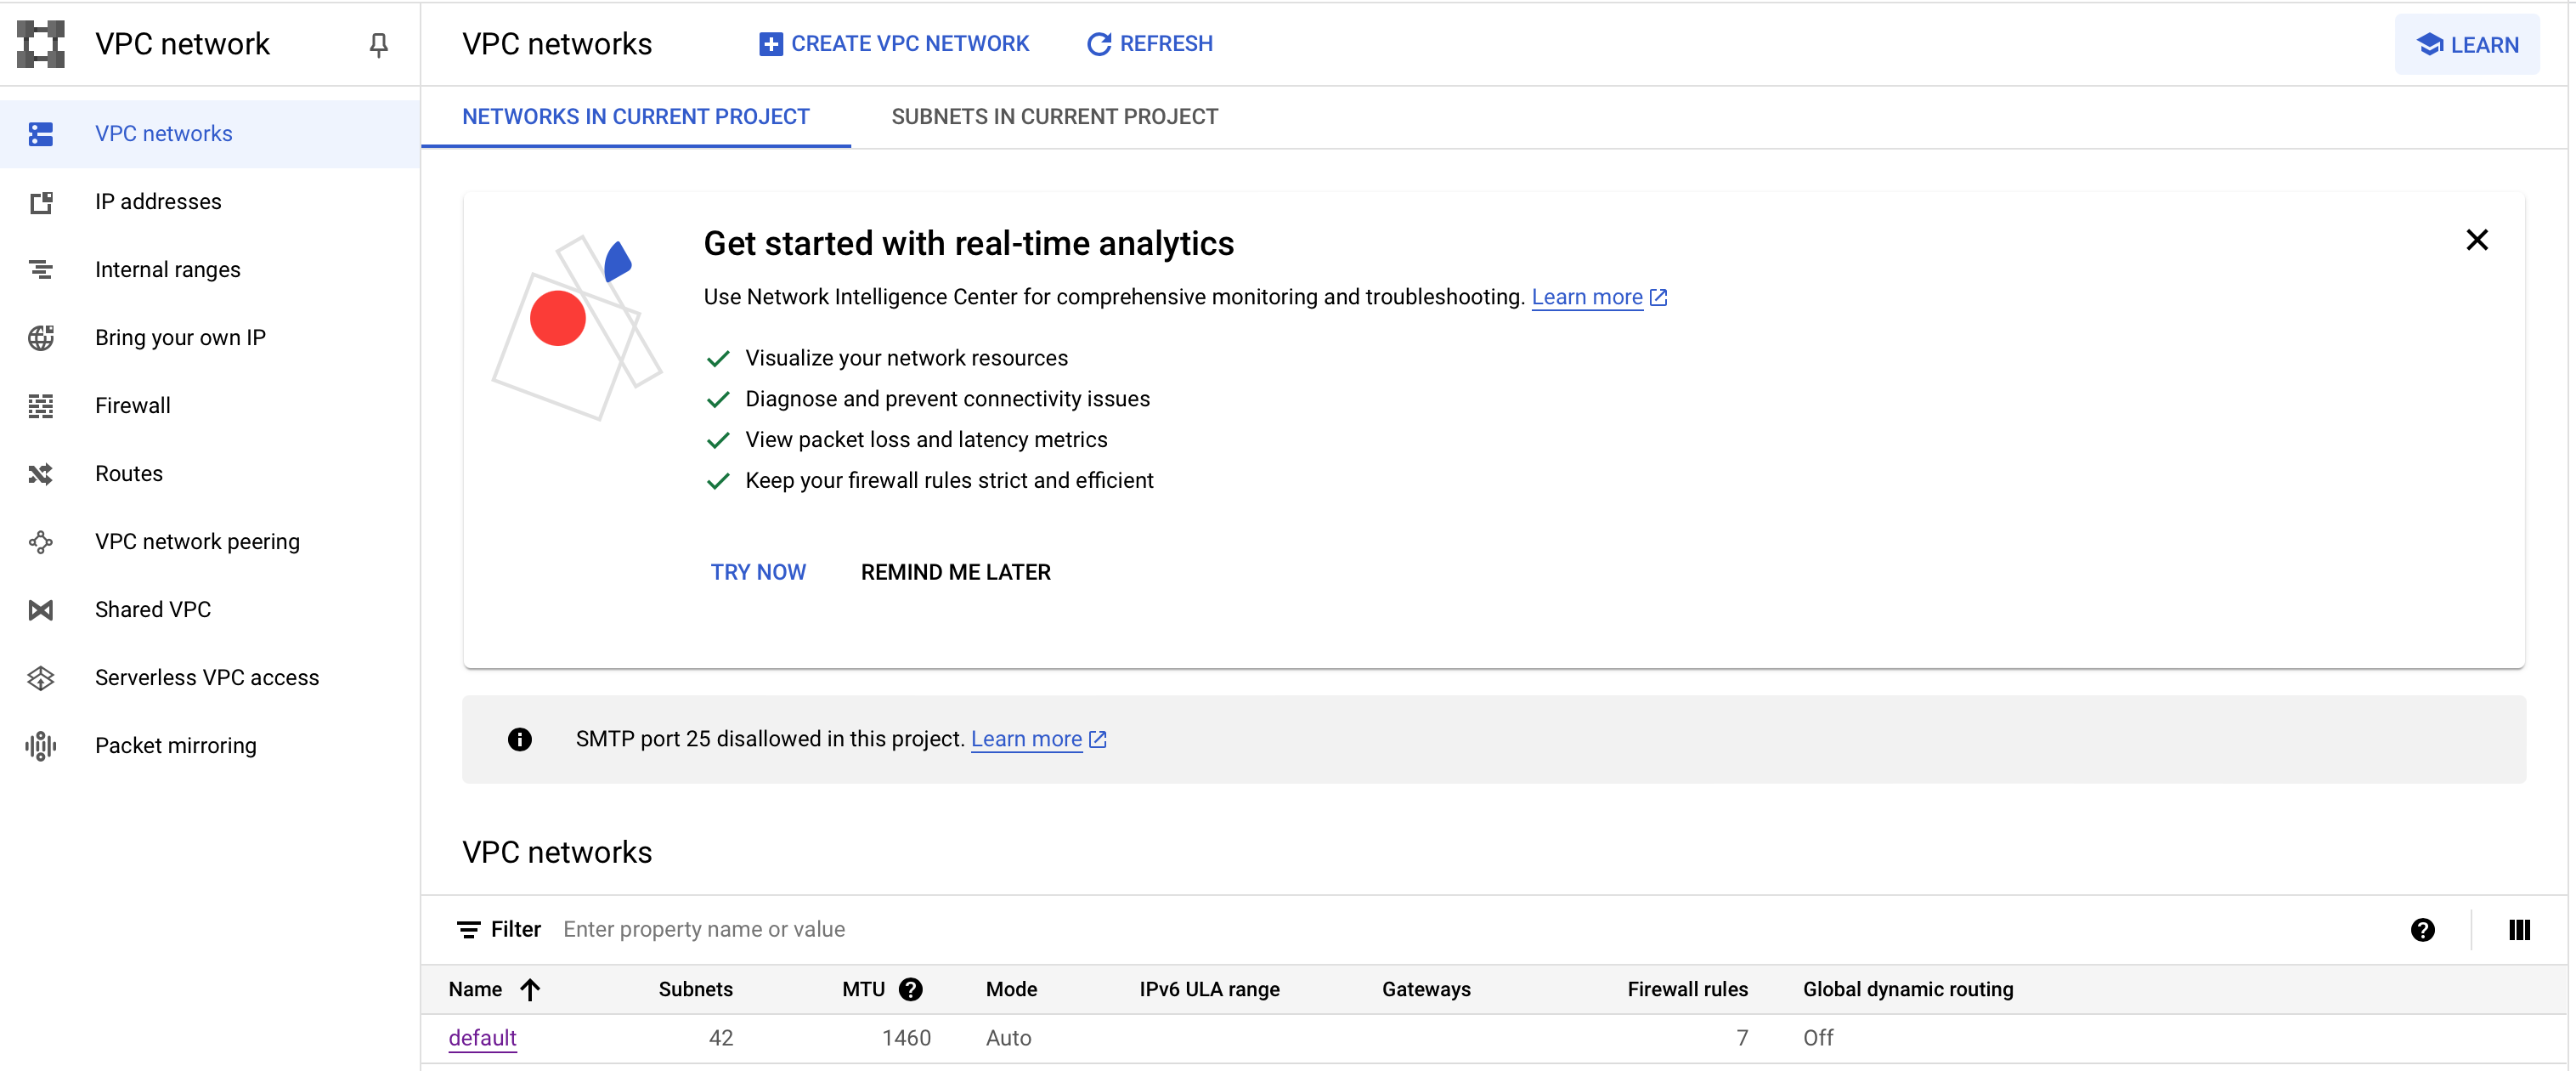 VPC network
VPC networks
IP addresses
Internal ranges
Bring your own IP
Firewall
Routes
VPC network peering
Shared VPC
Serverless VPC access
Packet mirroring
VPC networks CREATE VPC NETWORK REFRESH LEARN
NETWORKS IN CURRENT PROJECT SUBNETS IN CURRENT PROJECT
Get started with real-time analytics
Use Network Intelligence Center for comprehensive monitoring and troubleshooting. Learn more
Visualize your network resources
Diagnose and prevent connectivity issues
View packet loss and latency metrics
Keep your firewall rules strict and efficient
TRY NOW REMIND ME LATER
SMTP port 25 disallowed in this project. Learn more
VPC networks
Filter Enter property name or value
Name Subnets MTU Mode IPv6 ULA range Gateways Firewall rules Global dynamic routing
default 42 1460 Auto 7 Off